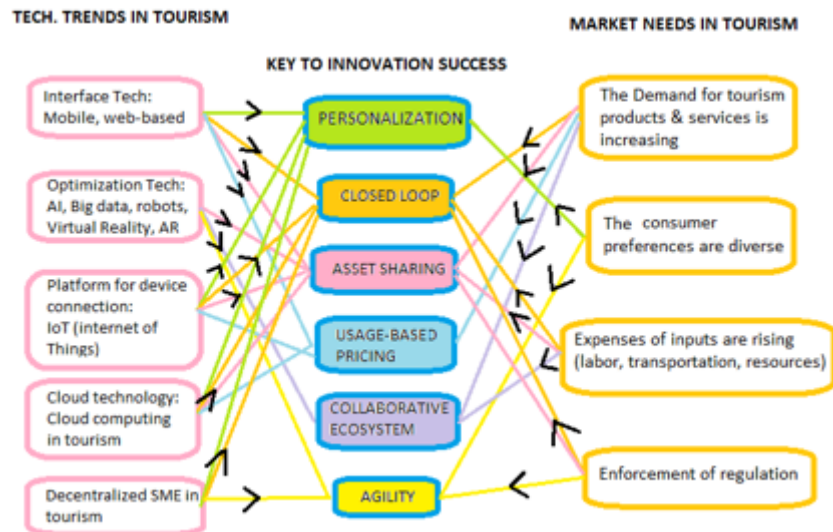 TECH. TRENDS IN TOURISM
MARKET NEEDS IN TOURISM
KEY TO INNOVATION SUCCESS
Interface Tech:
Mobile, web-based
Optimization Tech:
AI, Big data, robots,
Virtual Reality, AR
Platform for device
connection:
IoT (internet of
Things)
Cloud technology:
Cloud computing
in tourism
Decentralized SME in
tourism
PERSONALIZATION
CLOSED LOOP
ASSET SHARING
USAGE-BASED
PRICING
COLLABORATIVE
ECOSYSTEM
AGILITY
The Demand for tourism
products & services is
increasing
The consumer
preferences are diverse
Expenses of inputs are rising
(labor, transportation, resources)
Enforcement of regulation